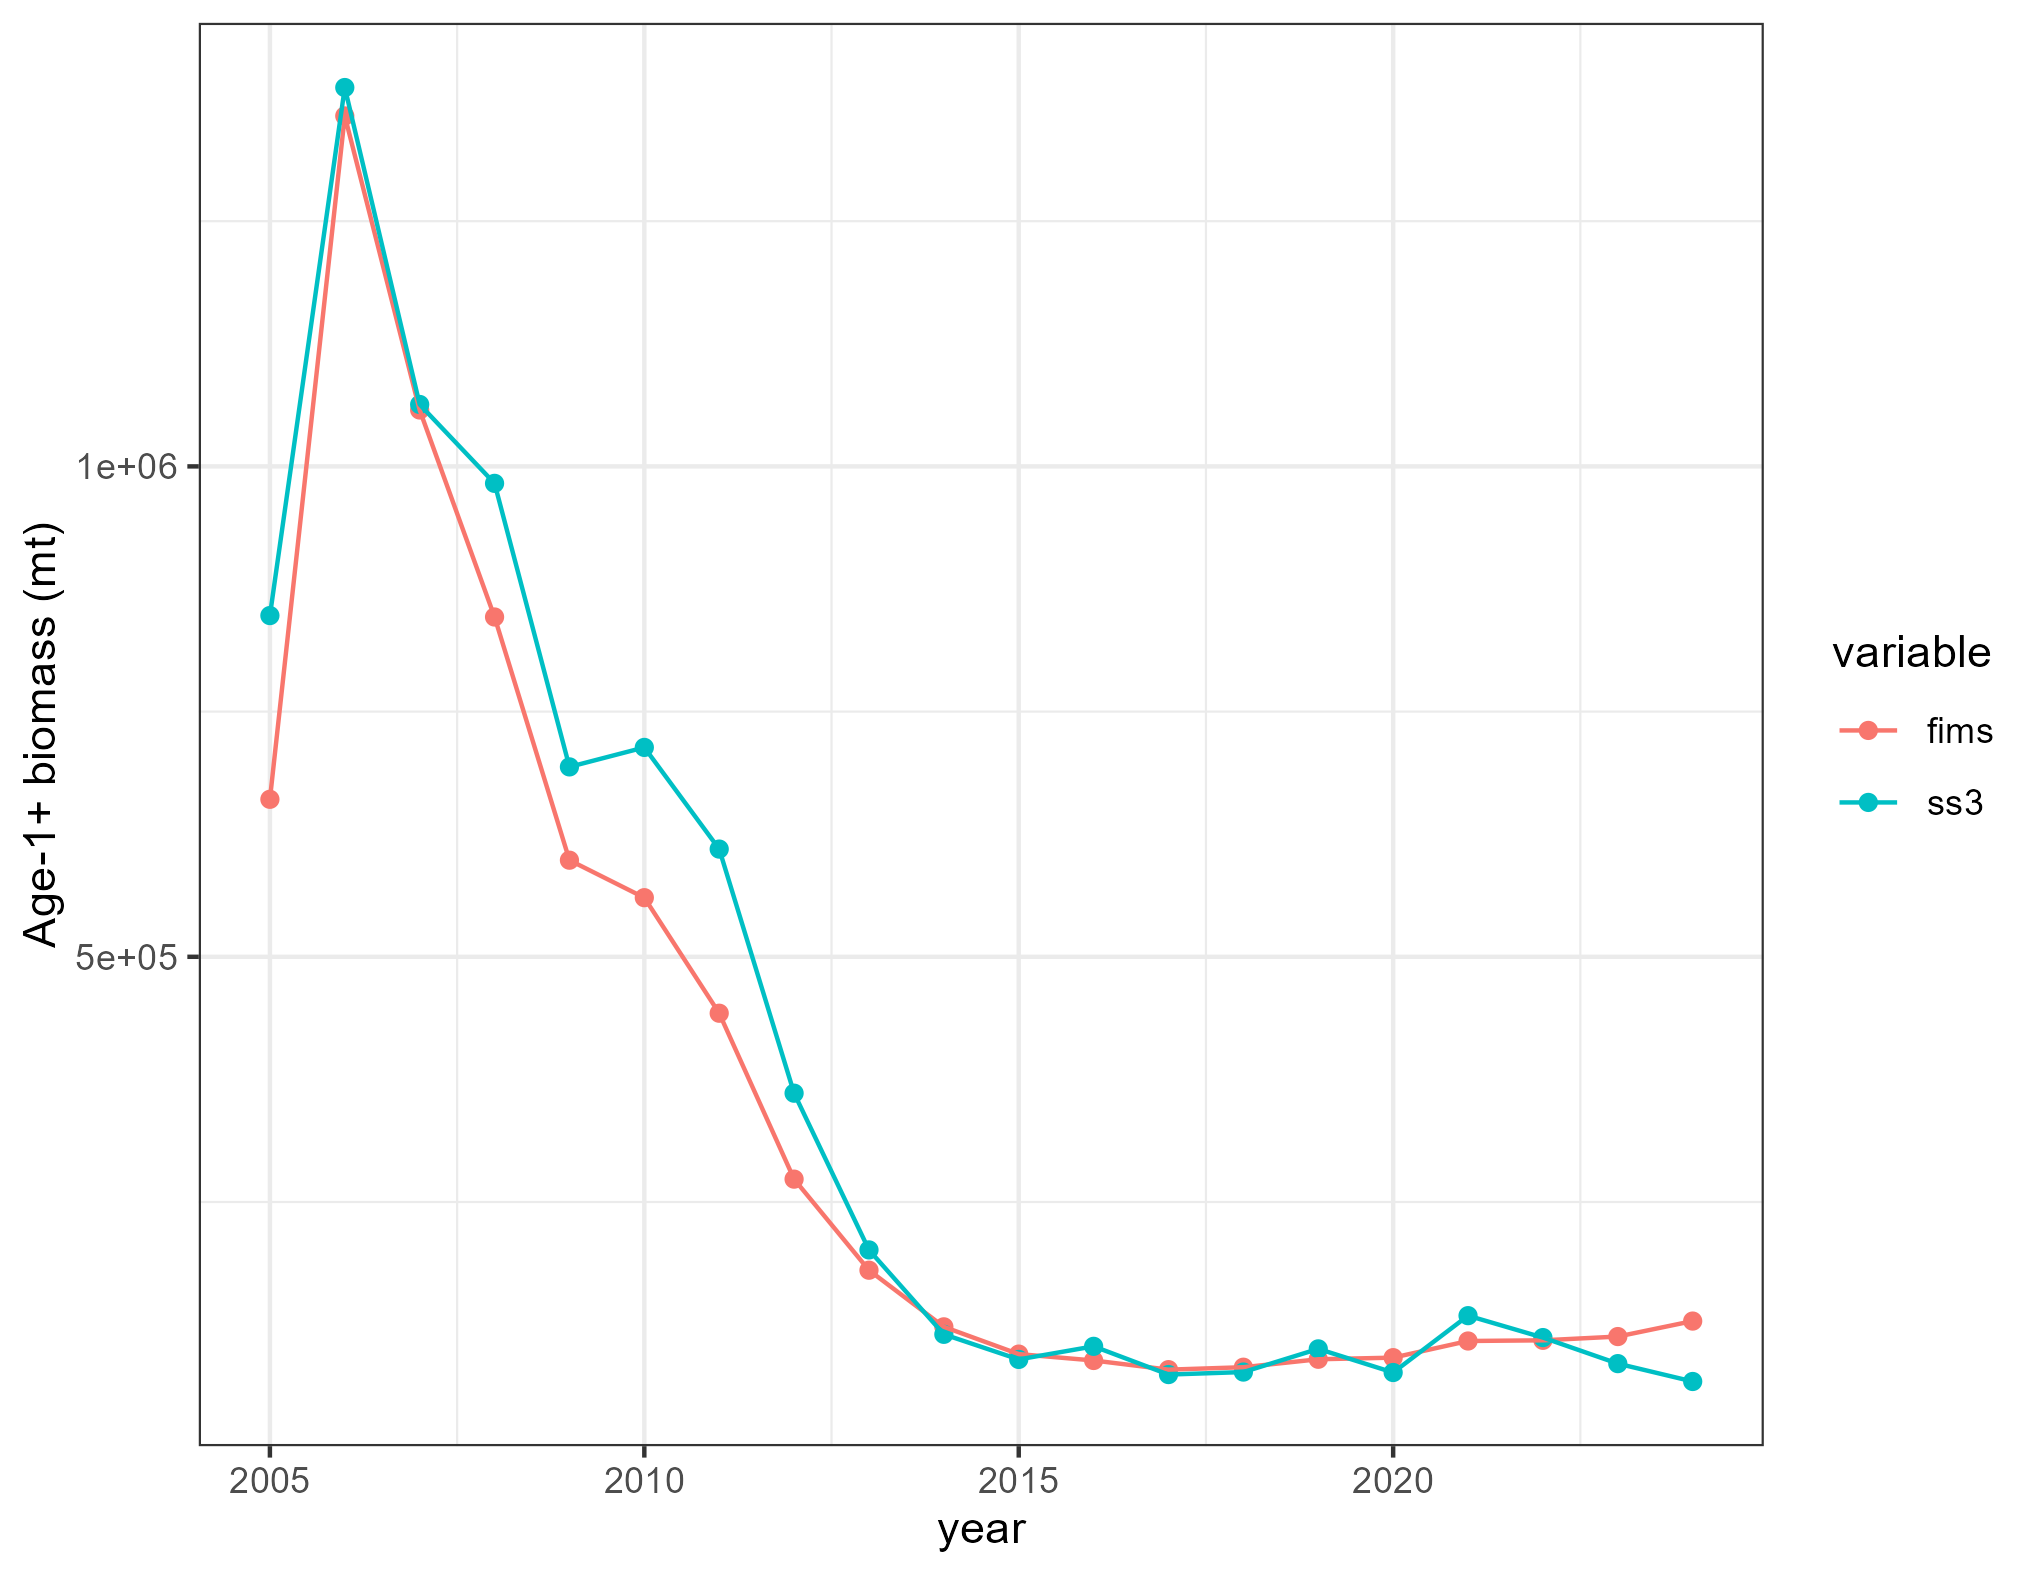 Age-1+ biomass (mt)
1e+06
5e+05
2005
2010
2015
2020
year
variable
fims
ss3